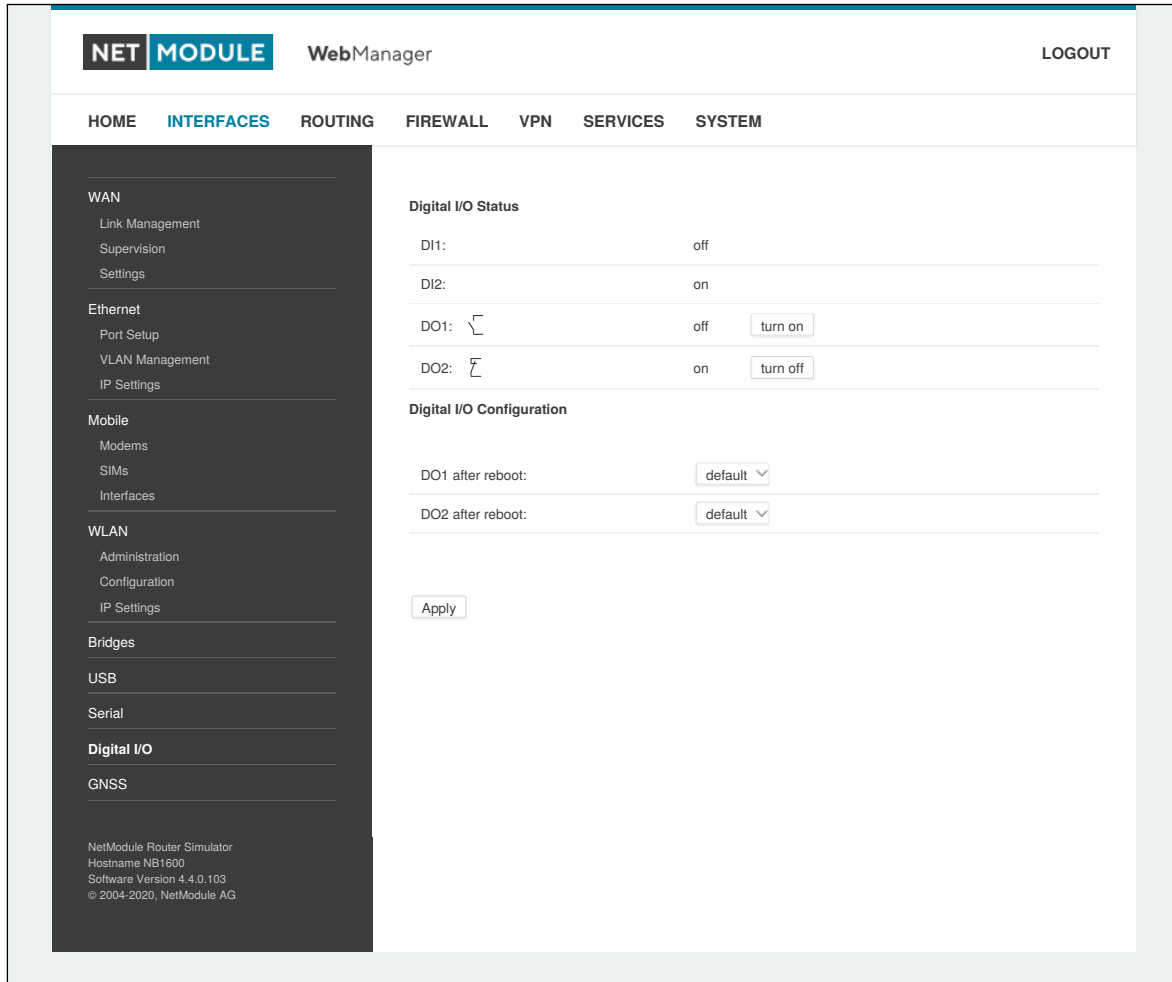 NET MODULE WebManager LOGOUT
HOME INTERFACES ROUTING FIREWALL VPN SERVICES SYSTEM
WAN
Link Management
Supervision
Settings
Ethernet
Port Setup
VLAN Management
IP Settings
Mobile
Modems
SIMs
Interfaces
WLAN
Administration
Configuration
IP Settings
Bridges
USB
Serial
Digital I/O
GNSS
NetModule Router Simulator
Hostname NB1600
Software Version 4.4.0.103
© 2004-2020, NetModule AG
Digital I/O Status
DI1: off
DI2: on
DO1: off turn on
DO2: on turn off
Digital I/O Configuration
DO1 after reboot: default
DO2 after reboot: default
Apply